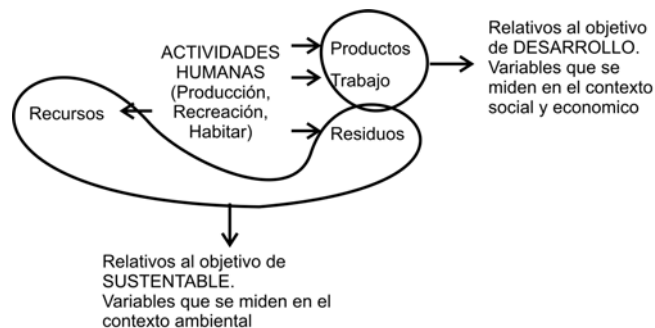 ACTIVIDADES
HUMANAS
(Producción,
Recreación,
Habitar)
Recursos
Productos
Trabajo
Residuos
Relativos al objetivo
de DESARROLLO.
Variables que se
miden en el contexto
social y economico
Relativos al objetivo de
SUSTENTABLE.
Variables que se miden en el
contexto ambiental